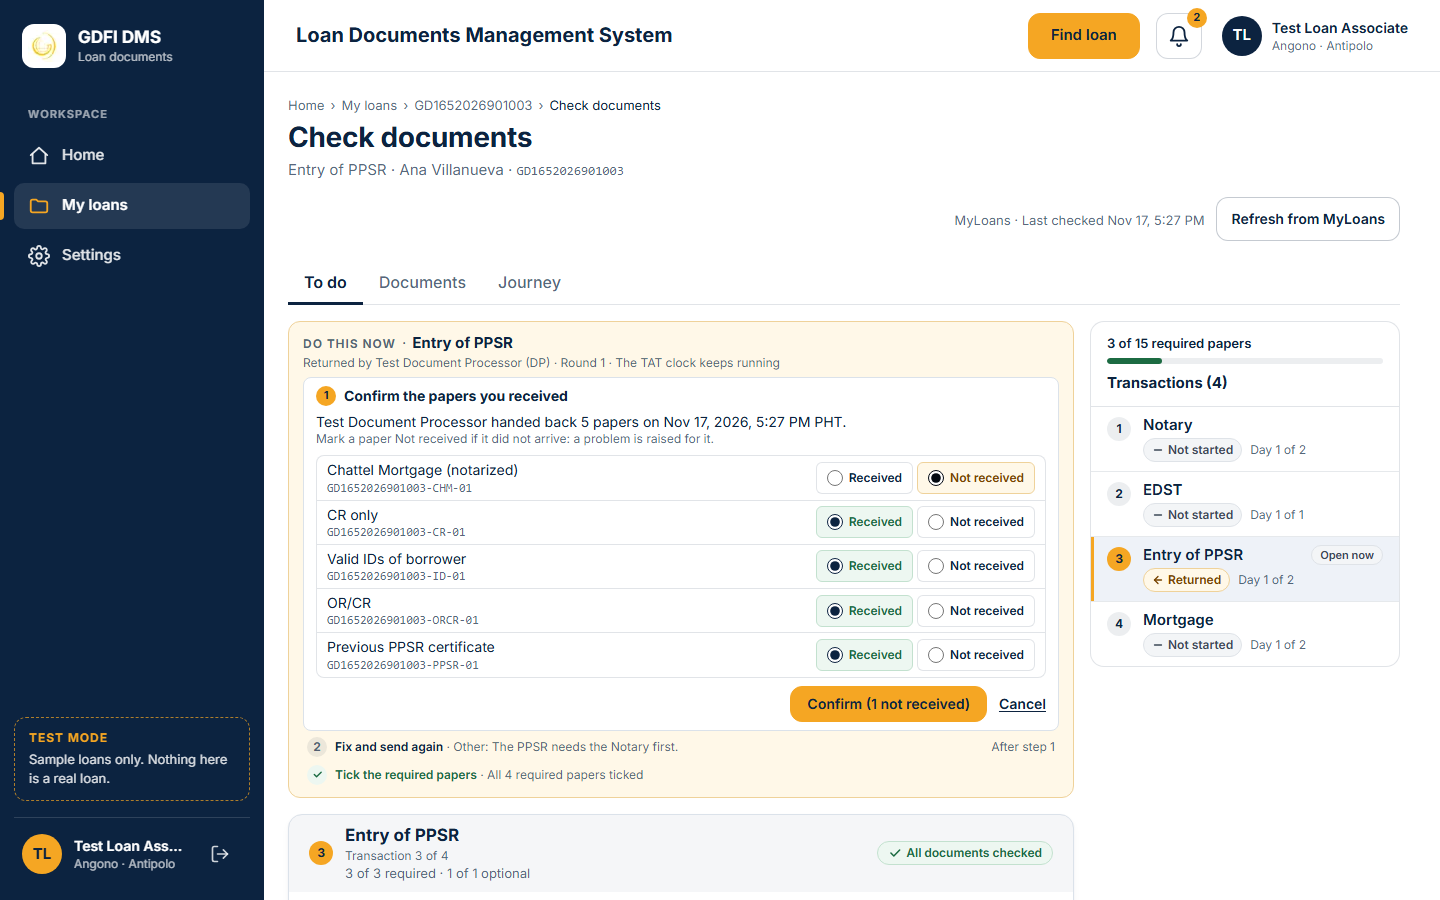 GDFI DMS
Loan documents
WORKSPACE
Home
My loans
Settings
TEST MODE
Sample loans only. Nothing here
is a real loan.
TL
Test Loan Ass...
Angono · Antipolo
Loan Documents Management System
Find loan
2
TL
Test Loan Associate
Angono · Antipolo
Home › My loans › GD1652026901003 › Check documents
Check documents
Entry of PPSR · Ana Villanueva · GD1652026901003
MyLoans · Last checked Nov 17, 5:27 PM
Refresh from MyLoans
To do
Documents
Journey
DO THIS NOW · Entry of PPSR
Returned by Test Document Processor (DP) · Round 1 · The TAT clock keeps running
1 Confirm the papers you received
Test Document Processor handed back 5 papers on Nov 17, 2026, 5:27 PM PHT.
Mark a paper Not received if it did not arrive: a problem is raised for it.
Chattel Mortgage (notarized)
GD1652026901003-CHM-01
Received
Not received
CR only
GD1652026901003-CR-01
Received
Not received
Valid IDs of borrower
GD1652026901003-ID-01
Received
Not received
OR/CR
GD1652026901003-ORCR-01
Received
Not received
Previous PPSR certificate
GD1652026901003-PPSR-01
Received
Not received
Confirm (1 not received)
Cancel
2 Fix and send again · Other: The PPSR needs the Notary first.
After step 1
Tick the required papers · All 4 required papers ticked
3
Entry of PPSR
Transaction 3 of 4
3 of 3 required · 1 of 1 optional
All documents checked
3 of 15 required papers
Transactions (4)
1
Notary
Not started
Day 1 of 2
2
EDST
Not started
Day 1 of 1
3
Entry of PPSR
Open now
Returned
Day 1 of 2
4
Mortgage
Not started
Day 1 of 2